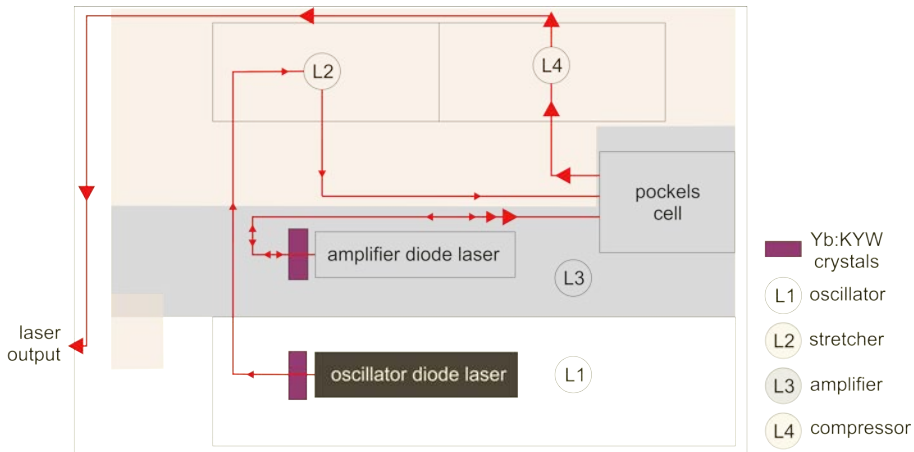 L2
L4
pockels
cell
amplifier diode laser
L3
laser
output
oscillator diode laser
L1
Yb:KYW
crystals
L1 oscillator
L2 stretcher
L3 amplifier
L4 compressor